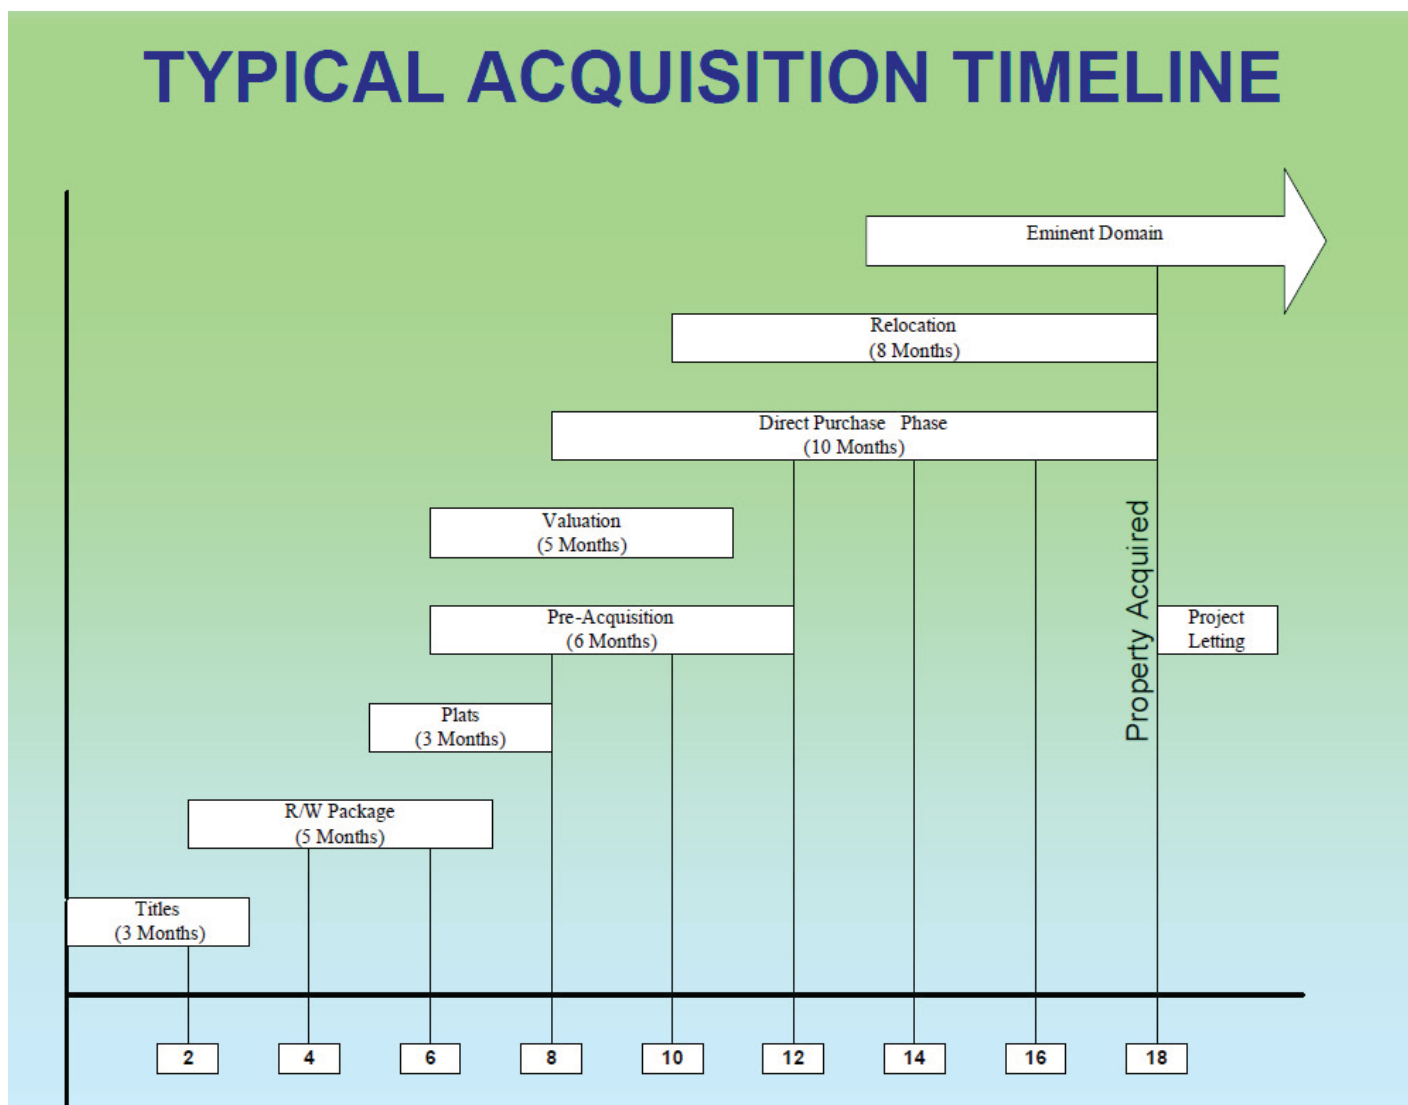 TYPICAL ACQUISITION TIMELINE
Eminent Domain
Relocation
(8 Months)
Direct Purchase Phase
(10 Months)
Valuation
(5 Months)
Pre-Acquisition
(6 Months)
Project
Letting
Property Acquired
Plats
(3 Months)
R/W Package
(5 Months)
Titles
(3 Months)
2 4 6 8 10 12 14 16 18